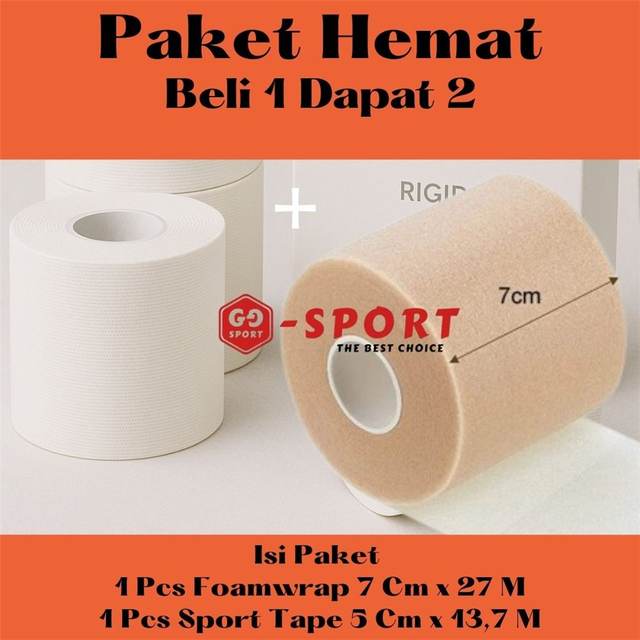 Paket Hemat
Beli 1 Dapat 2
RIGID
7cm
GG SPORT
-SPORT
THE BEST CHOICE
Isi Paket
1 Pcs Foamwrap 7 Cm x 27 M
1 Pcs Sport Tape 5 Cm x 13,7 M